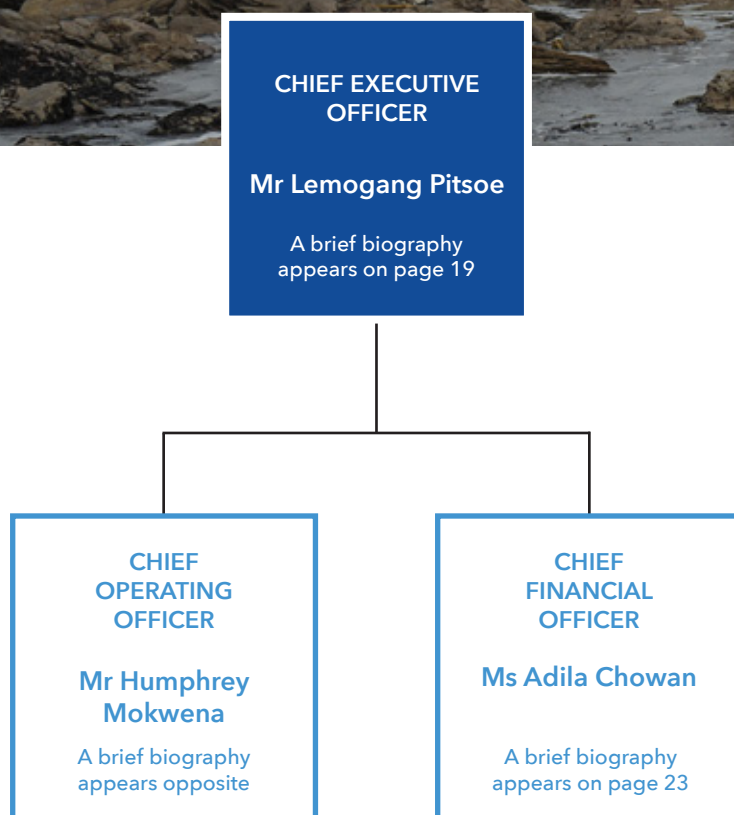 CHIEF EXECUTIVE
OFFICER
Mr Lemogang Pitsoe
A brief biography
appears on page 19
CHIEF
OPERATING
OFFICER
Mr Humphrey
Mokwena
A brief biography
appears opposite
CHIEF
FINANCIAL
OFFICER
Ms Adila Chowan
A brief biography
appears on page 23